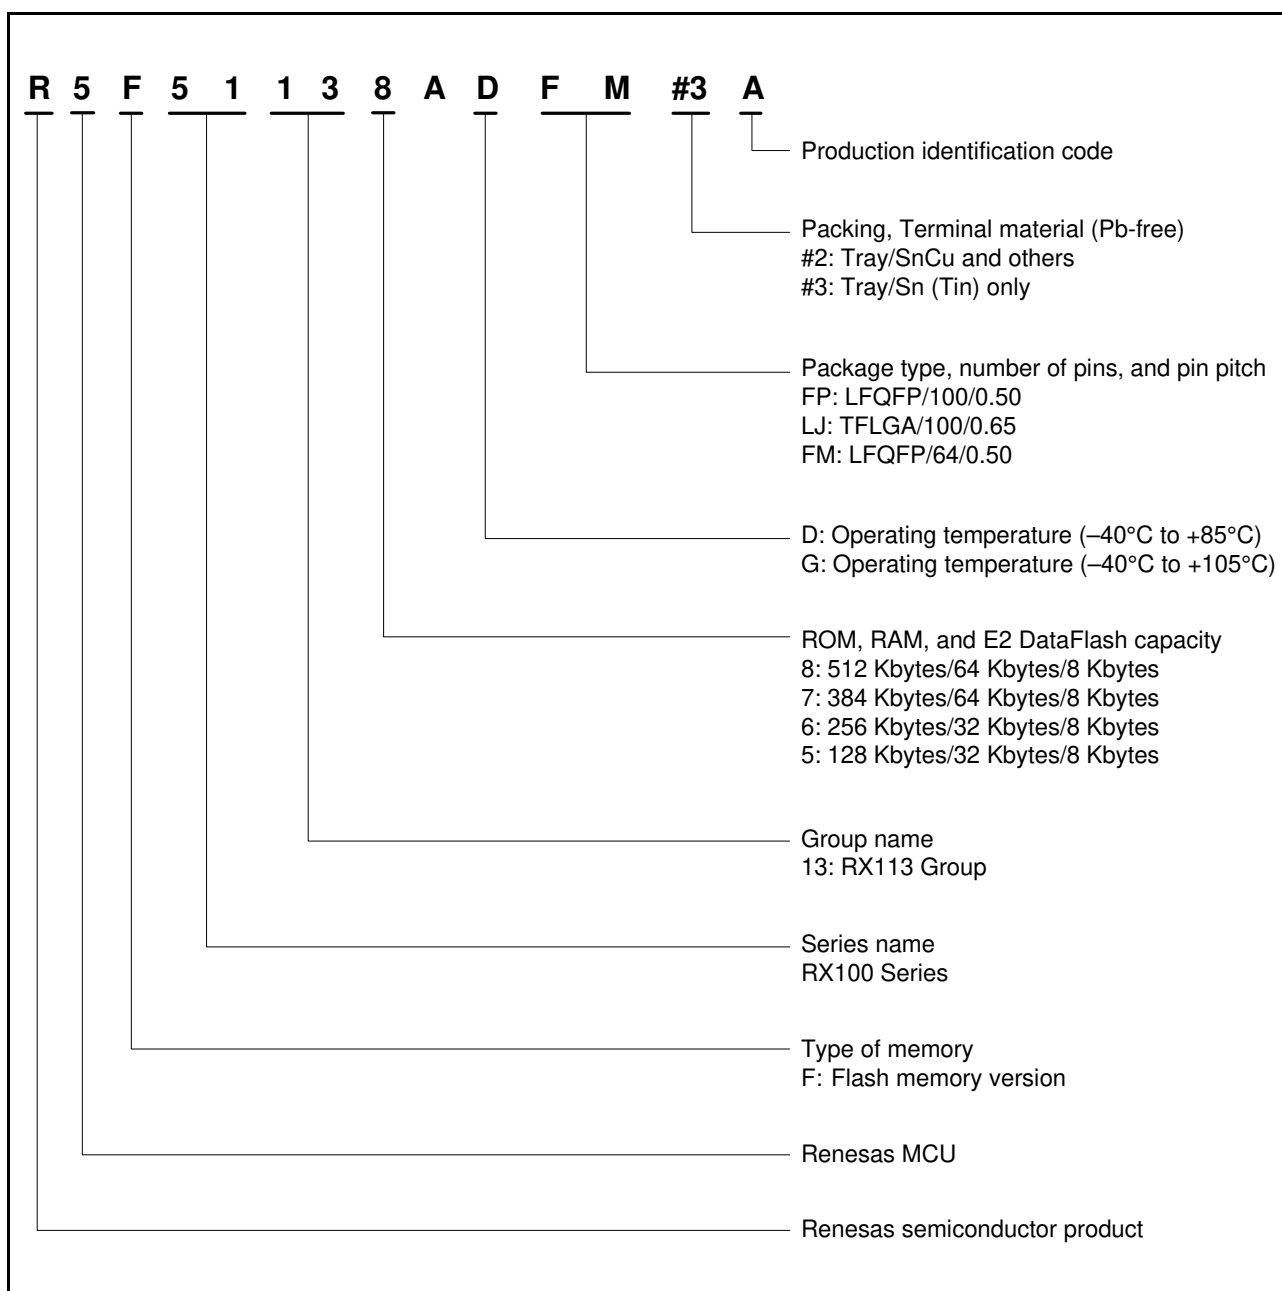 R 5 F 5 1 1 3 8 A D F M #3 A
Production identification code
Packing, Terminal material (Pb-free)
#2: Tray/SnCu and others
#3: Tray/Sn (Tin) only
Package type, number of pins, and pin pitch
FP: LFQFP/100/0.50
LJ: TFLGA/100/0.65
FM: LFQFP/64/0.50
D: Operating temperature (–40°C to +85°C)
G: Operating temperature (–40°C to +105°C)
ROM, RAM, and E2 DataFlash capacity
8: 512 Kbytes/64 Kbytes/8 Kbytes
7: 384 Kbytes/64 Kbytes/8 Kbytes
6: 256 Kbytes/32 Kbytes/8 Kbytes
5: 128 Kbytes/32 Kbytes/8 Kbytes
Group name
13: RX113 Group
Series name
RX100 Series
Type of memory
F: Flash memory version
Renesas MCU
Renesas semiconductor product